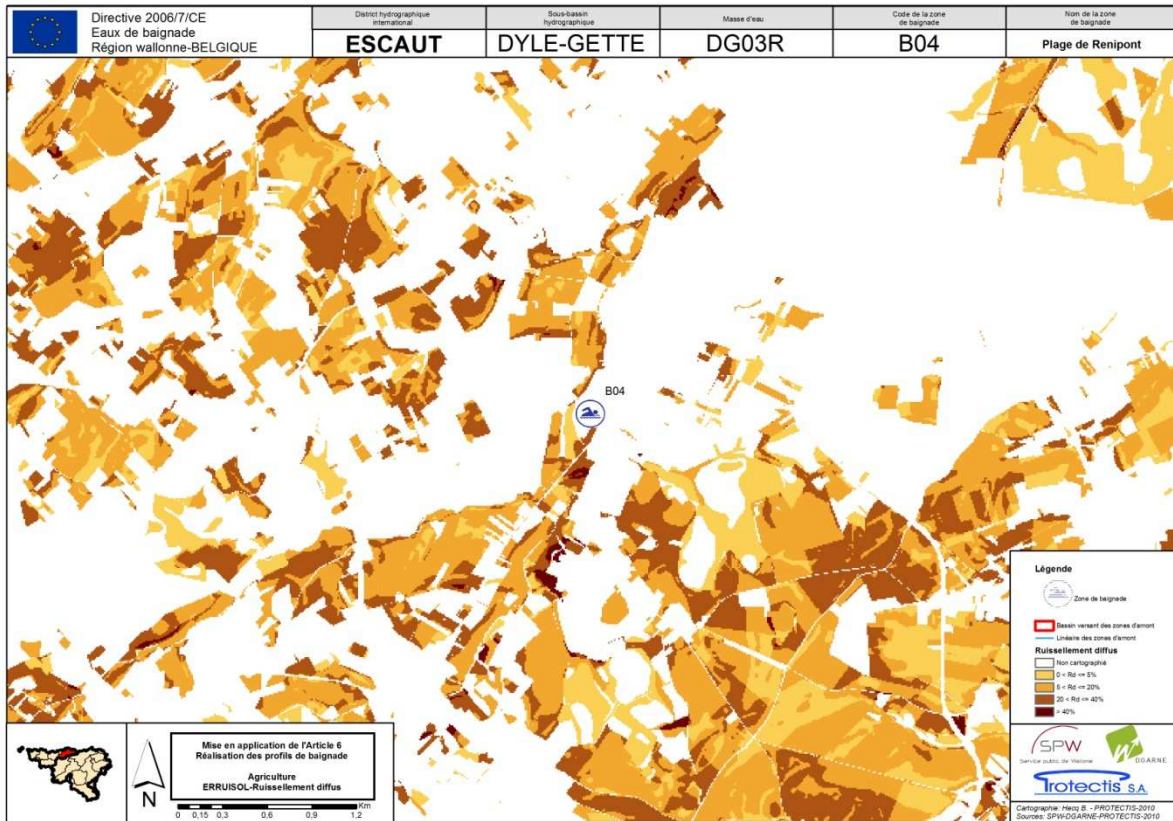 Directive 2006/7/CE
Eaux de baignade
Région wallonne-BELGIQUE
District hydrographique
international
ESCAUT
Sous-bassin
hydrographique
DYLE-GETTE
Masse d'eau
DG03R
Code de la zone
de baignade
B04
Nom de la zone
de baignade
Plage de Renipont
B04
Légende
Zone de baignade
Bassin versant des zones d'amont
Linéaire des zones d'amont
Ruissellement diffus
Non cartographié
0 < Rd <= 5%
5 < Rd <= 20%
20 < Rd <= 40%
> 40%
Mise en application de l'Article 6
Réalisation des profils de baignade
Agriculture
ERRUISOL-Ruissellement diffus
N
Km
0 0,15 0,3 0,6 0,9 1,2
SPW
Service public de Wallonie
DGARNE
Protectis S.A.
Cartographie: Hecq B. - PROTECTIS-2010
Sources: SPW-DGARNE-PROTECTIS-2010